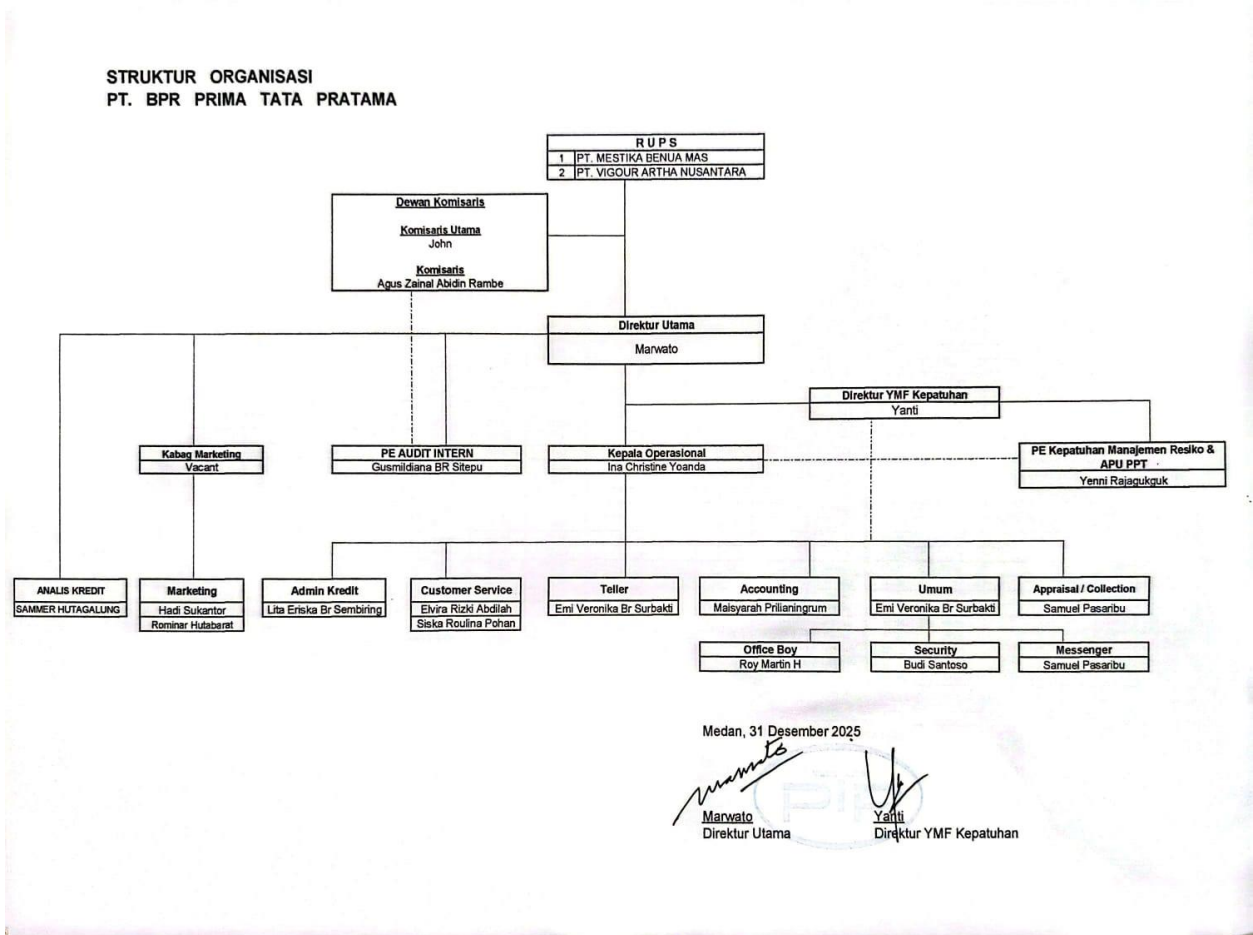 STRUKTUR ORGANISASI
PT. BPR PRIMA TATA PRATAMA
R U P S
1 PT. MESTIKA BENUA MAS
2 PT. VIGOUR ARTHA NUSANTARA
Dewan Komisaris
Komisaris Utama
John
Komisaris
Agus Zainal Abidin Rambe
Direktur Utama
Marwato
Direktur YMF Kepatuhan
Yanti
Kabag Marketing
Vacant
PE AUDIT INTERN
Gusmildiana BR Sitepu
Kepala Operasional
Ina Christine Yoanda
PE Kepatuhan Manajemen Resiko &
APU PPT
Yenni Rajagukguk
ANALIS KREDIT
SAMMER HUTAGALUNG
Marketing
Hadi Sukantor
Rominar Hutabarat
Admin Kredit
Lita Eriska Br Sembiring
Customer Service
Elvira Rizki Abdilah
Siska Roulina Pohan
Teller
Emi Veronika Br Surbakti
Accounting
Maisyarah Prilianingrum
Umum
Emi Veronika Br Surbakti
Appraisal / Collection
Samuel Pasaribu
Office Boy
Roy Martin H
Security
Budi Santoso
Messenger
Samuel Pasaribu
Medan, 31 Desember 2025
Marwato
Yanti
Direktur Utama
Direktur YMF Kepatuhan